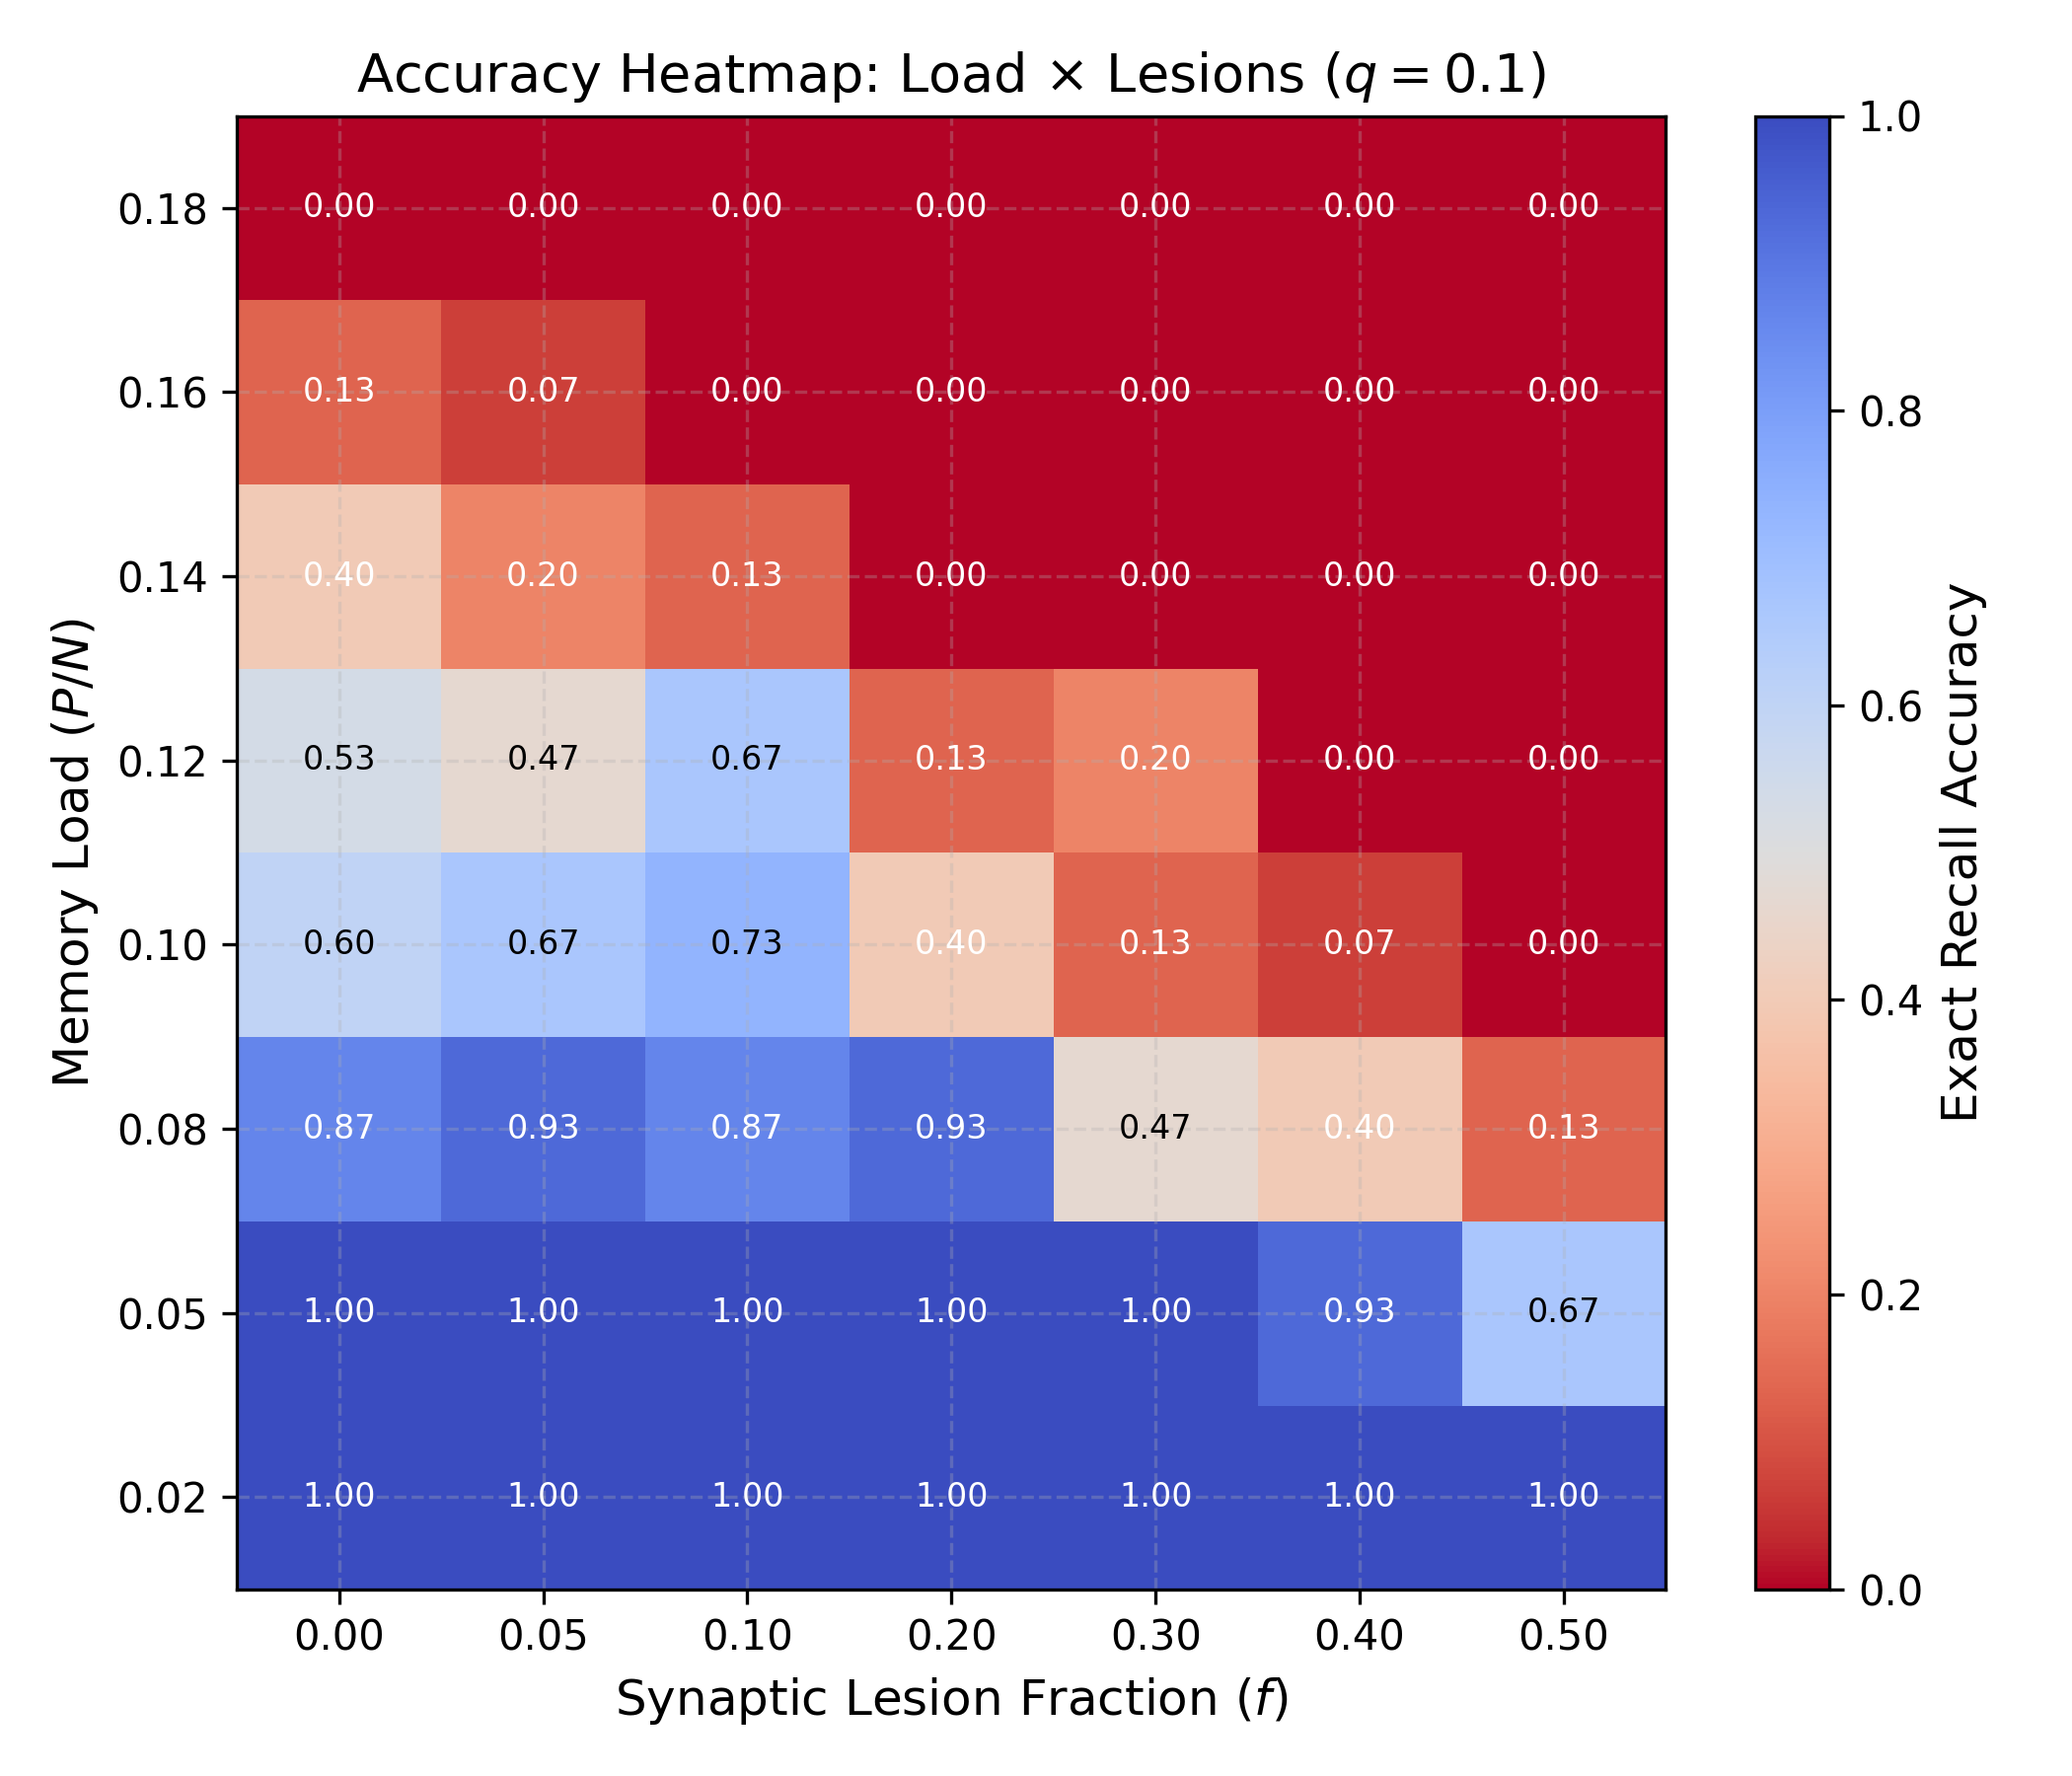 Accuracy Heatmap: Load × Lesions (q = 0.1)
Memory Load (P/N)
0.18 0.00 0.00 0.00 0.00 0.00 0.00 0.00
0.16 0.13 0.07 0.00 0.00 0.00 0.00 0.00
0.14 0.40 0.20 0.13 0.00 0.00 0.00 0.00
0.12 0.53 0.47 0.67 0.13 0.20 0.00 0.00
0.10 0.60 0.67 0.73 0.40 0.13 0.07 0.00
0.08 0.87 0.93 0.87 0.93 0.47 0.40 0.13
0.05 1.00 1.00 1.00 1.00 1.00 0.93 0.67
0.02 1.00 1.00 1.00 1.00 1.00 1.00 1.00
0.00 0.05 0.10 0.20 0.30 0.40 0.50
Synaptic Lesion Fraction (f)
1.0
0.8
0.6
0.4
0.2
0.0
Exact Recall Accuracy